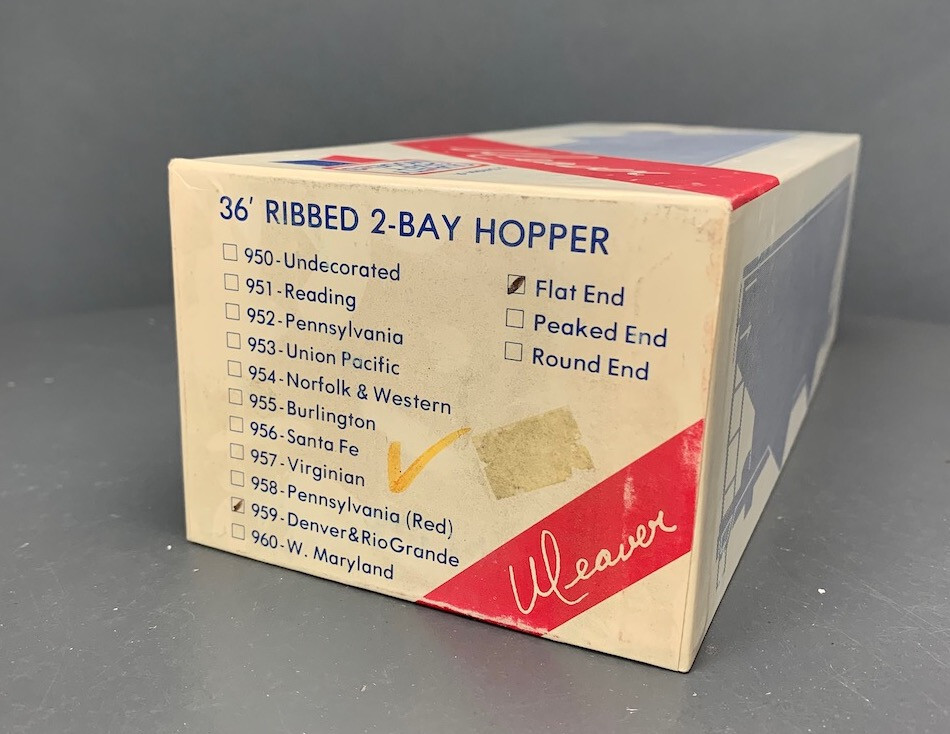 36' RIBBED 2-BAY HOPPER
950-Undecorated
951-Reading
952-Pennsylvania
953-Union Pacific
954-Norfolk & Western
955-Burlington
956-Santa Fe
957-Virginian
958-Pennsylvania (Red)
959-Denver&RioGrande
960-W. Maryland
Flat End
Peaked End
Round End
Weaver